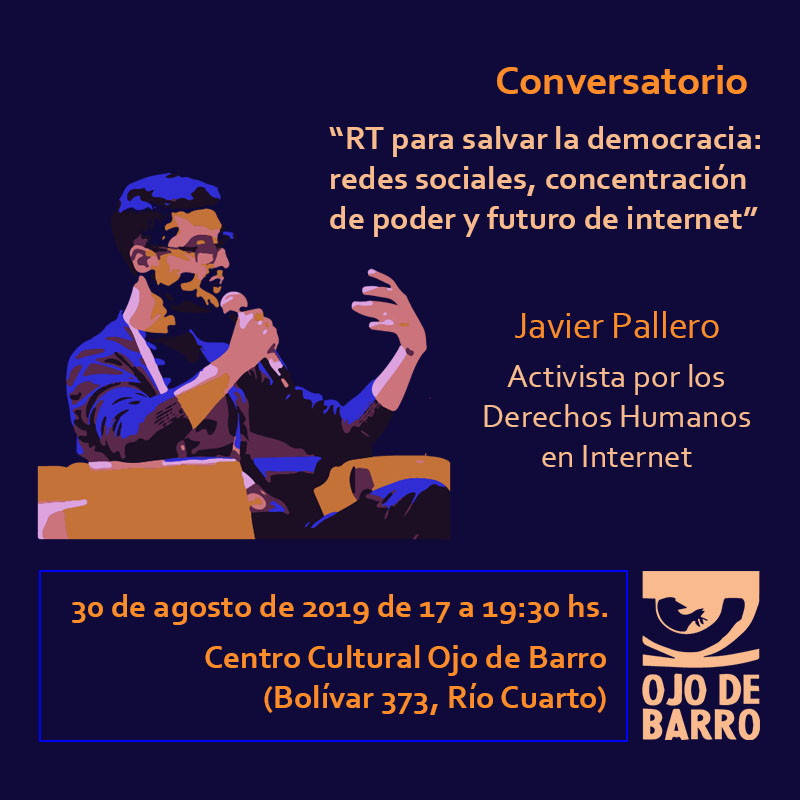 Conversatorio
“RT para salvar la democracia:
redes sociales, concentración
de poder y futuro de internet”
Javier Pallero
Activista por los
Derechos Humanos
en Internet
30 de agosto de 2019 de 17 a 19:30 hs.
Centro Cultural Ojo de Barro
(Bolívar 373, Río Cuarto)
OJO DE
BARRO